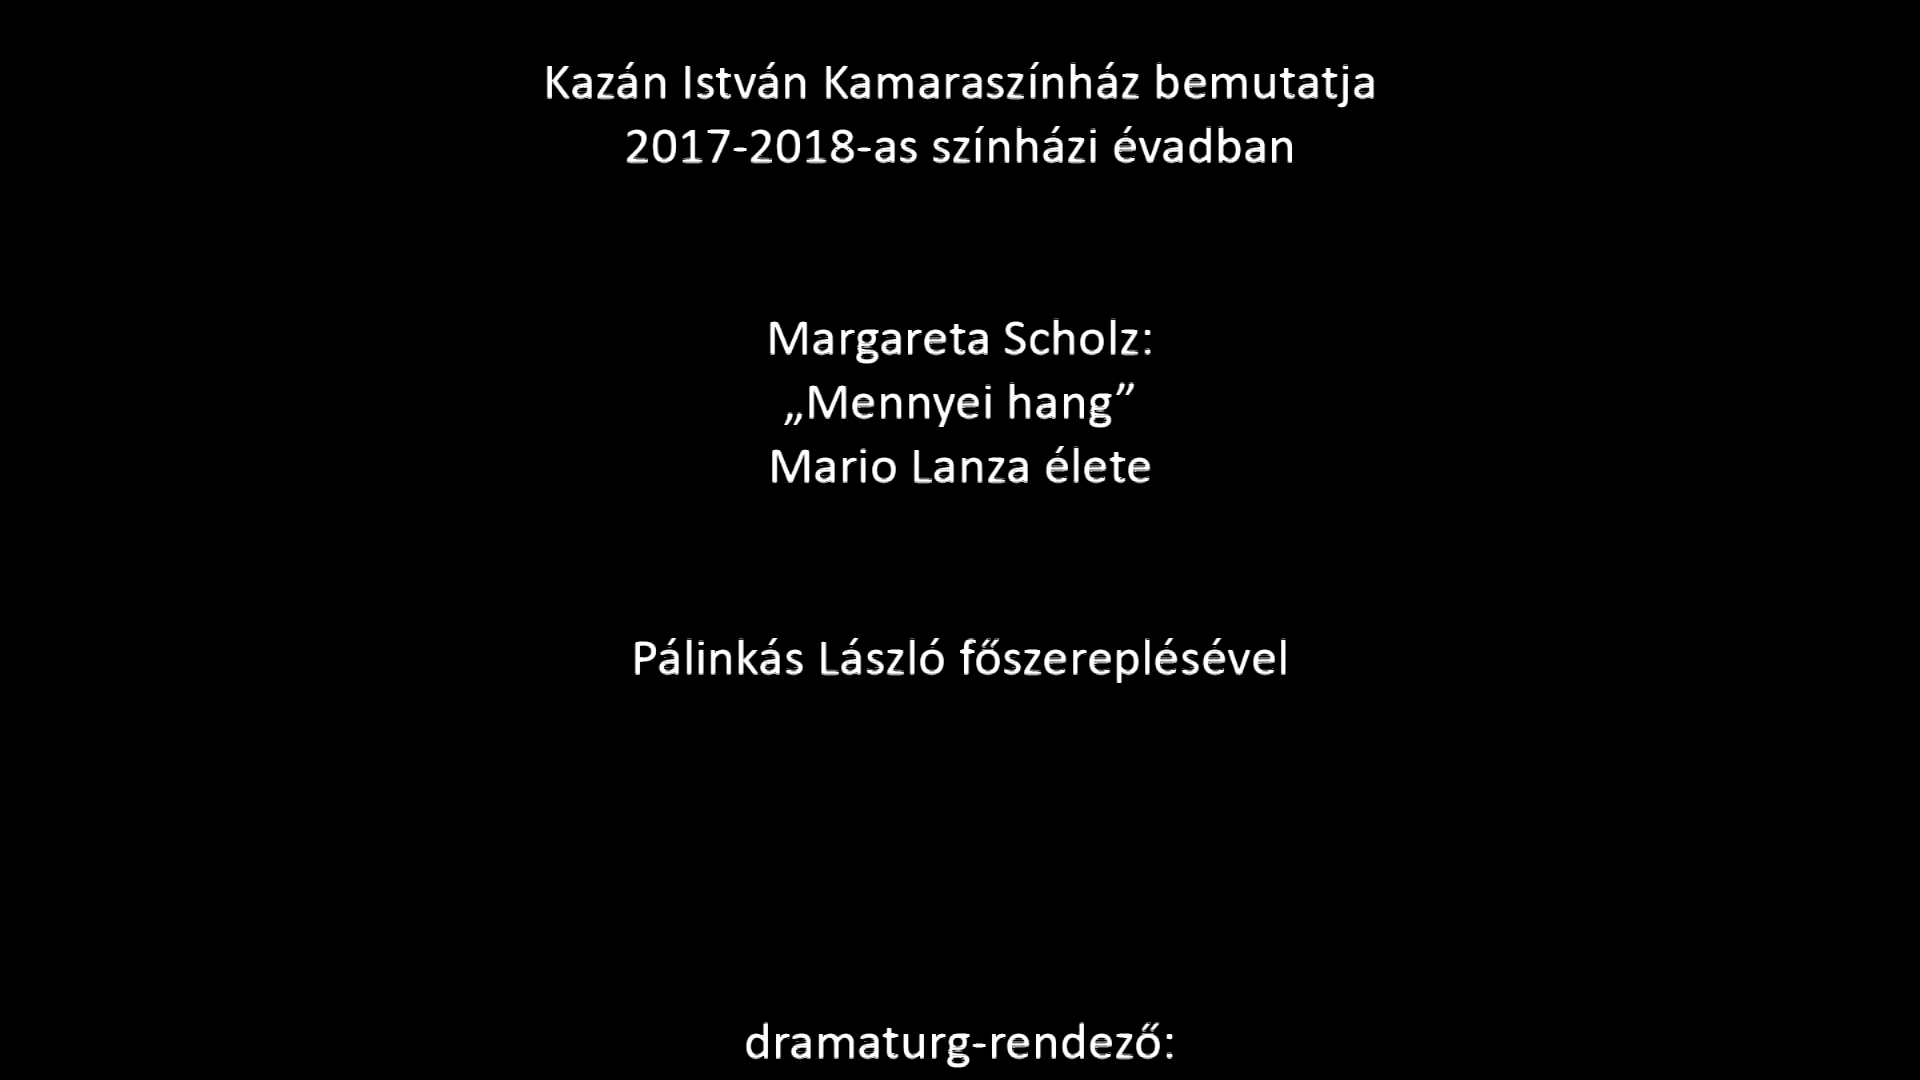 Kazán István Kamaraszínház bemutatja
2017-2018-as színházi évadban
Margareta Scholz:
„Mennyei hang”
Mario Lanza élete
Pálinkás László főszereplésével
dramaturg-rendező: